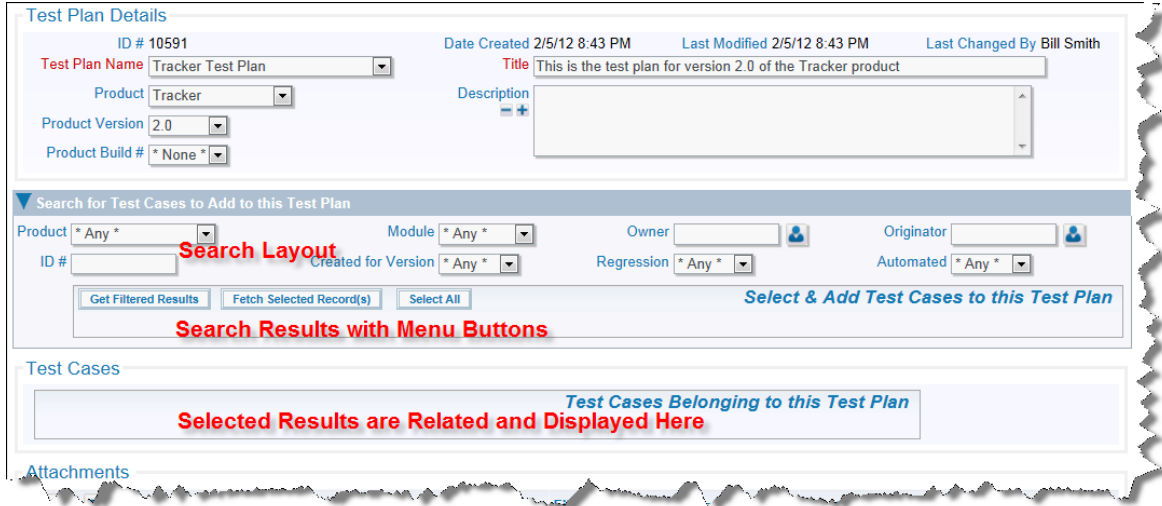 Test Plan Details
ID # 10591 Date Created 2/5/12 8:43 PM Last Modified 2/5/12 8:43 PM Last Changed By Bill Smith
Test Plan Name Tracker Test Plan Title This is the test plan for version 2.0 of the Tracker product
Product Tracker Description
Product Version 2.0
Product Build # * None *
Search for Test Cases to Add to this Test Plan
Product * Any * Module * Any * Owner Originator
Search Layout
ID # Created for Version * Any * Regression * Any * Automated * Any *
Get Filtered Results Fetch Selected Record(s) Select All Select & Add Test Cases to this Test Plan
Search Results with Menu Buttons
Test Cases
Test Cases Belonging to this Test Plan
Selected Results are Related and Displayed Here
Attachments